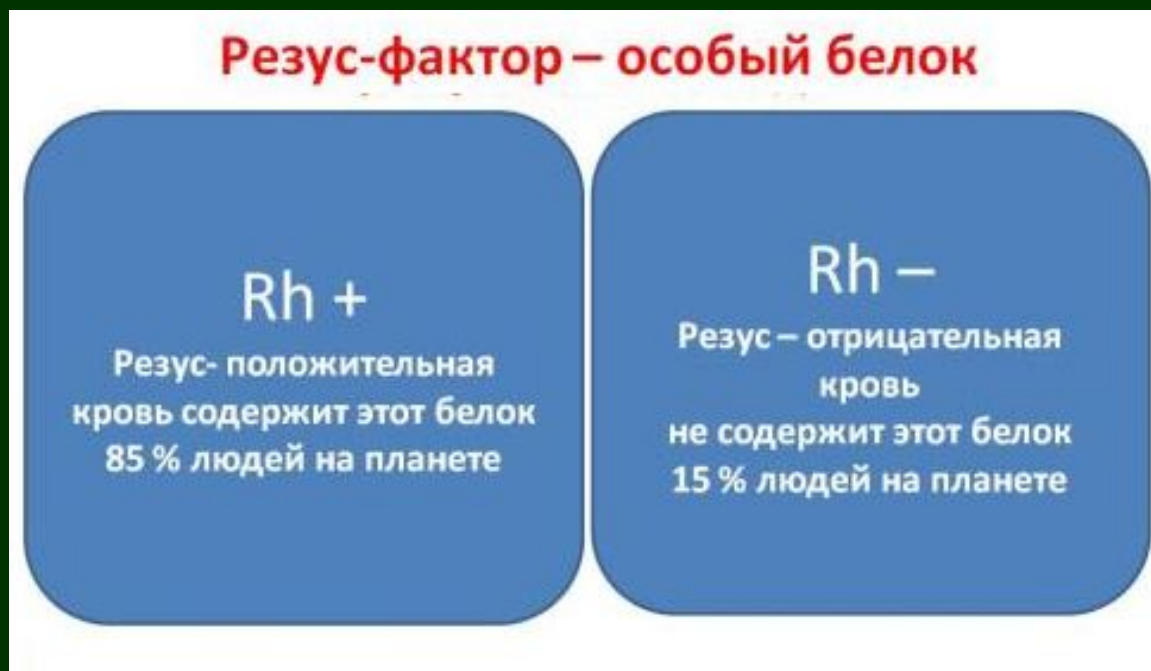 Резус-фактор – особый белок
Rh +
Резус- положительная
кровь содержит этот белок
85 % людей на планете
Rh –
Резус – отрицательная
кровь
не содержит этот белок
15 % людей на планете